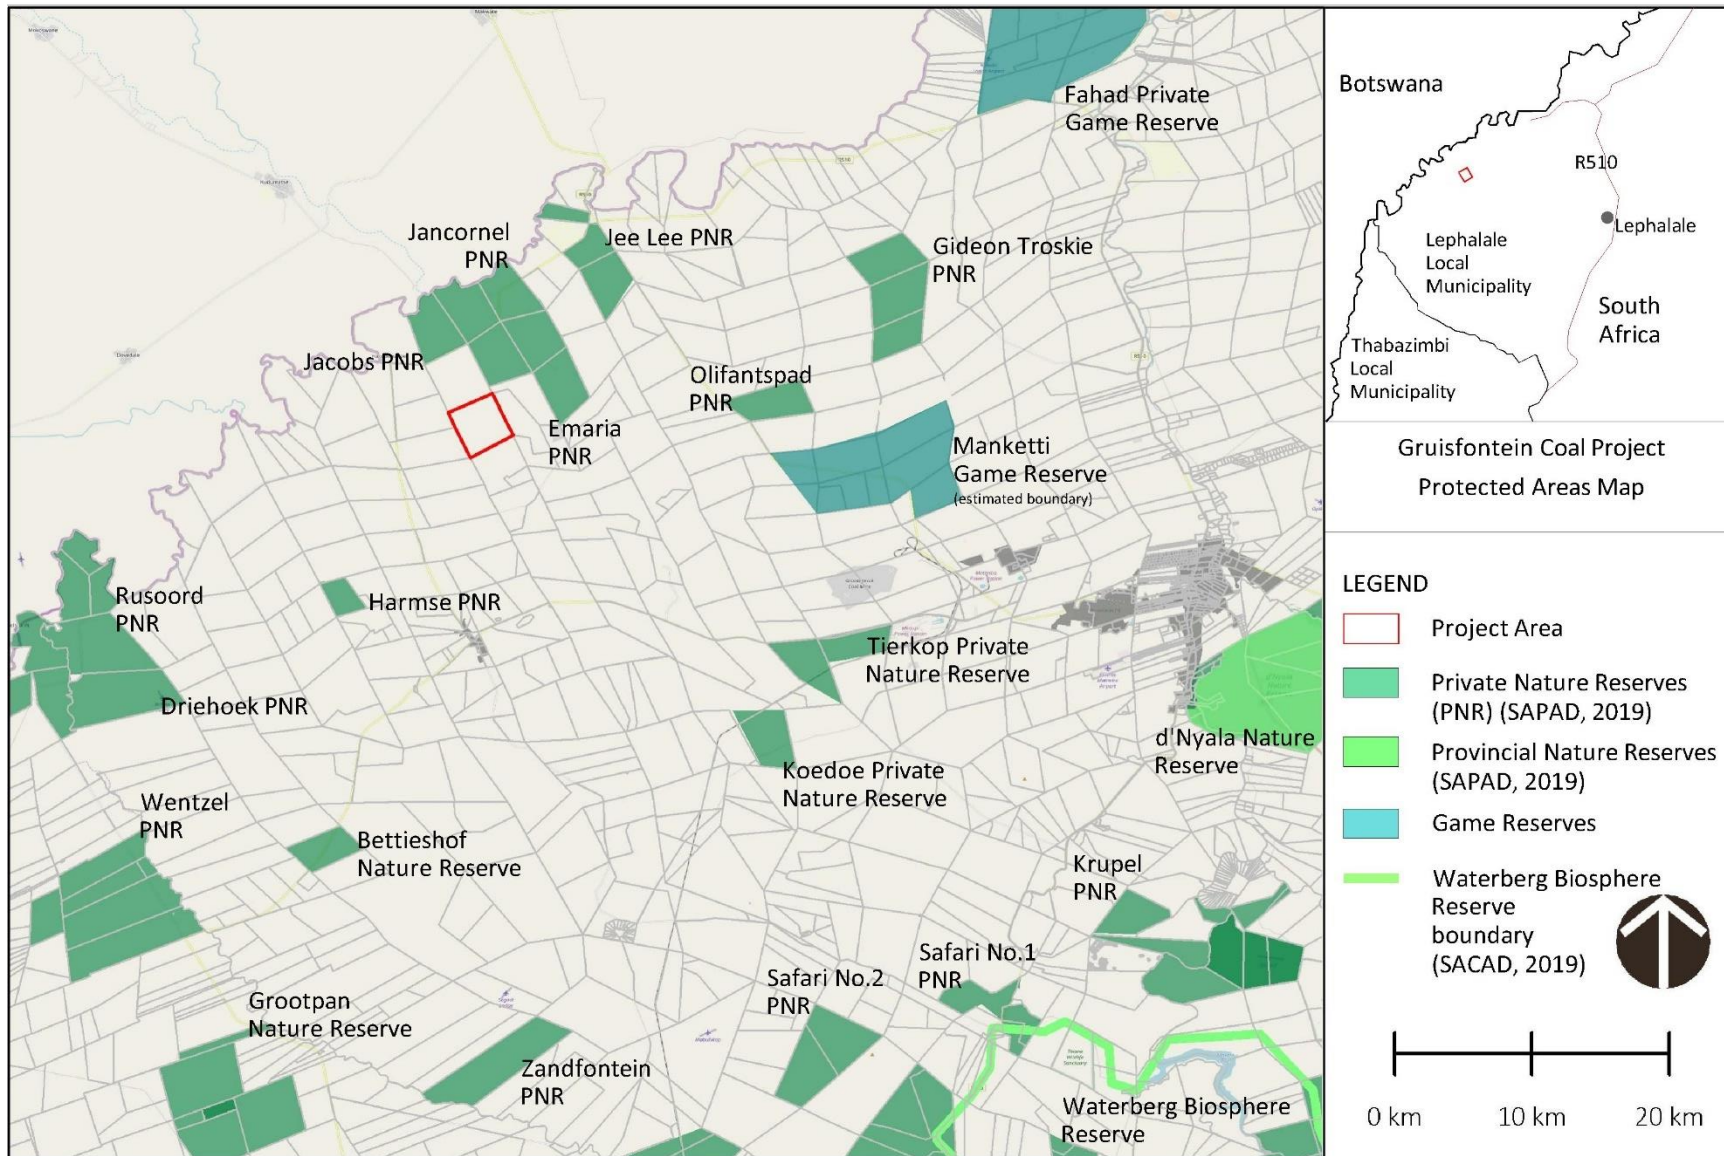 Fahad Private
Game Reserve
Jancornel
PNR
Jee Lee PNR
Gideon Troskie
PNR
Jacobs PNR
Olifantspad
PNR
Emaria
PNR
Manketti
Game Reserve
(estimated boundary)
Rusoord
PNR
Harmse PNR
Tierkop Private
Nature Reserve
Driehoek PNR
d'Nyala Nature
Reserve
Koedoe Private
Nature Reserve
Wentzel
PNR
Bettieshof
Nature Reserve
Krupel
PNR
Safari No.1
PNR
Safari No.2
PNR
Grootpan
Nature Reserve
Zandfontein
PNR
Waterberg Biosphere
Reserve
Botswana
R510
Lephalale
Lephalale
Local
Municipality
South
Africa
Thabazimbi
Local
Municipality
Gruisfontein Coal Project
Protected Areas Map
LEGEND
Project Area
Private Nature Reserves
(PNR) (SAPAD, 2019)
Provincial Nature Reserves
(SAPAD, 2019)
Game Reserves
Waterberg Biosphere
Reserve
boundary
(SACAD, 2019)
0 km
10 km
20 km